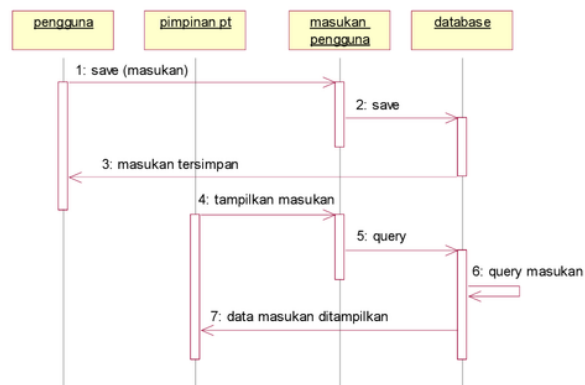 pengguna
pimpinan pt
masukan
pengguna
database
1: save (masukan)
2: save
3: masukan tersimpan
4: tampilkan masukan
5: query
6: query masukan
7: data masukan ditampilkan